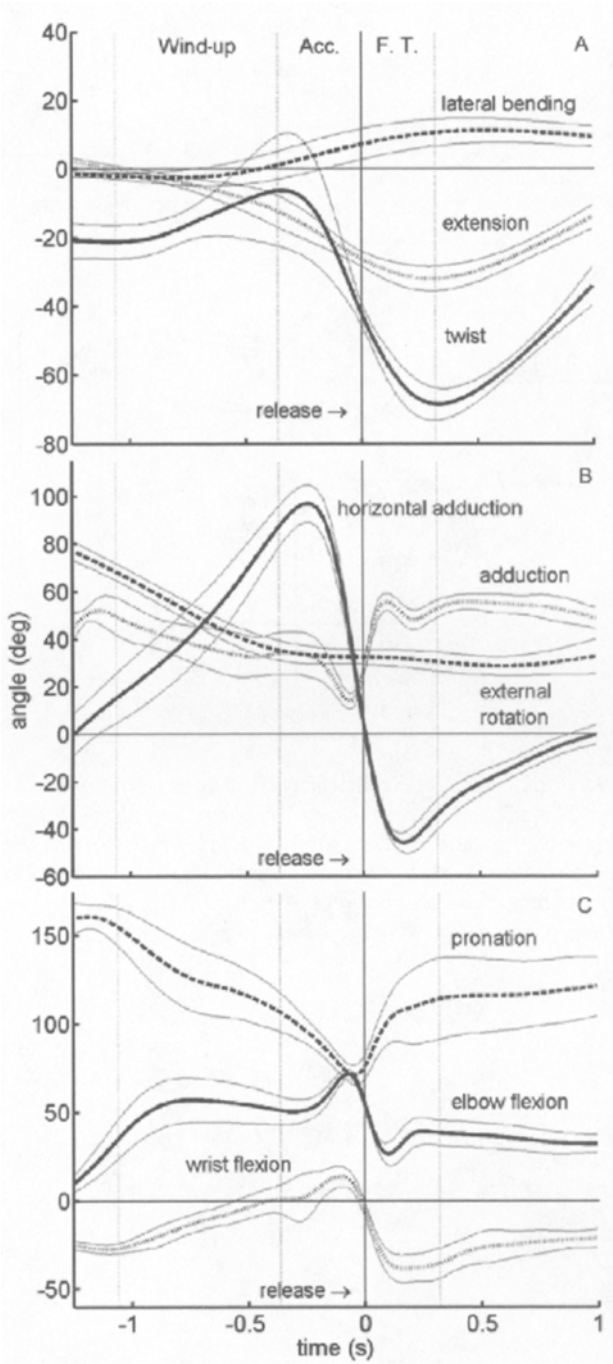 Wind-up Acc. F. T. A
40
lateral bending
20
0
extension
-20
-40
twist
-60
release →
-80
B
100
horizontal adduction
80
adduction
60
40
20
external
rotation
0
-20
-40
release →
-60
angle (deg)
C
150
pronation
100
elbow flexion
50
wrist flexion
0
-50
release →
-1 -0.5 0 0.5 1
time (s)